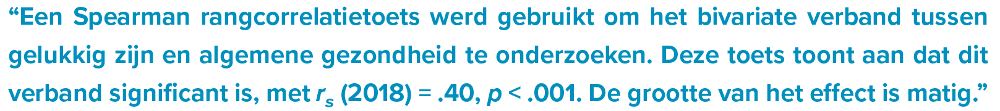 “Een Spearman rangcorrelatietoets werd gebruikt om het bivariate verband tussen
gelukkig zijn en algemene gezondheid te onderzoeken. Deze toets toont aan dat dit
verband significant is, met rₛ (2018) = .40, p < .001. De grootte van het effect is matig.”